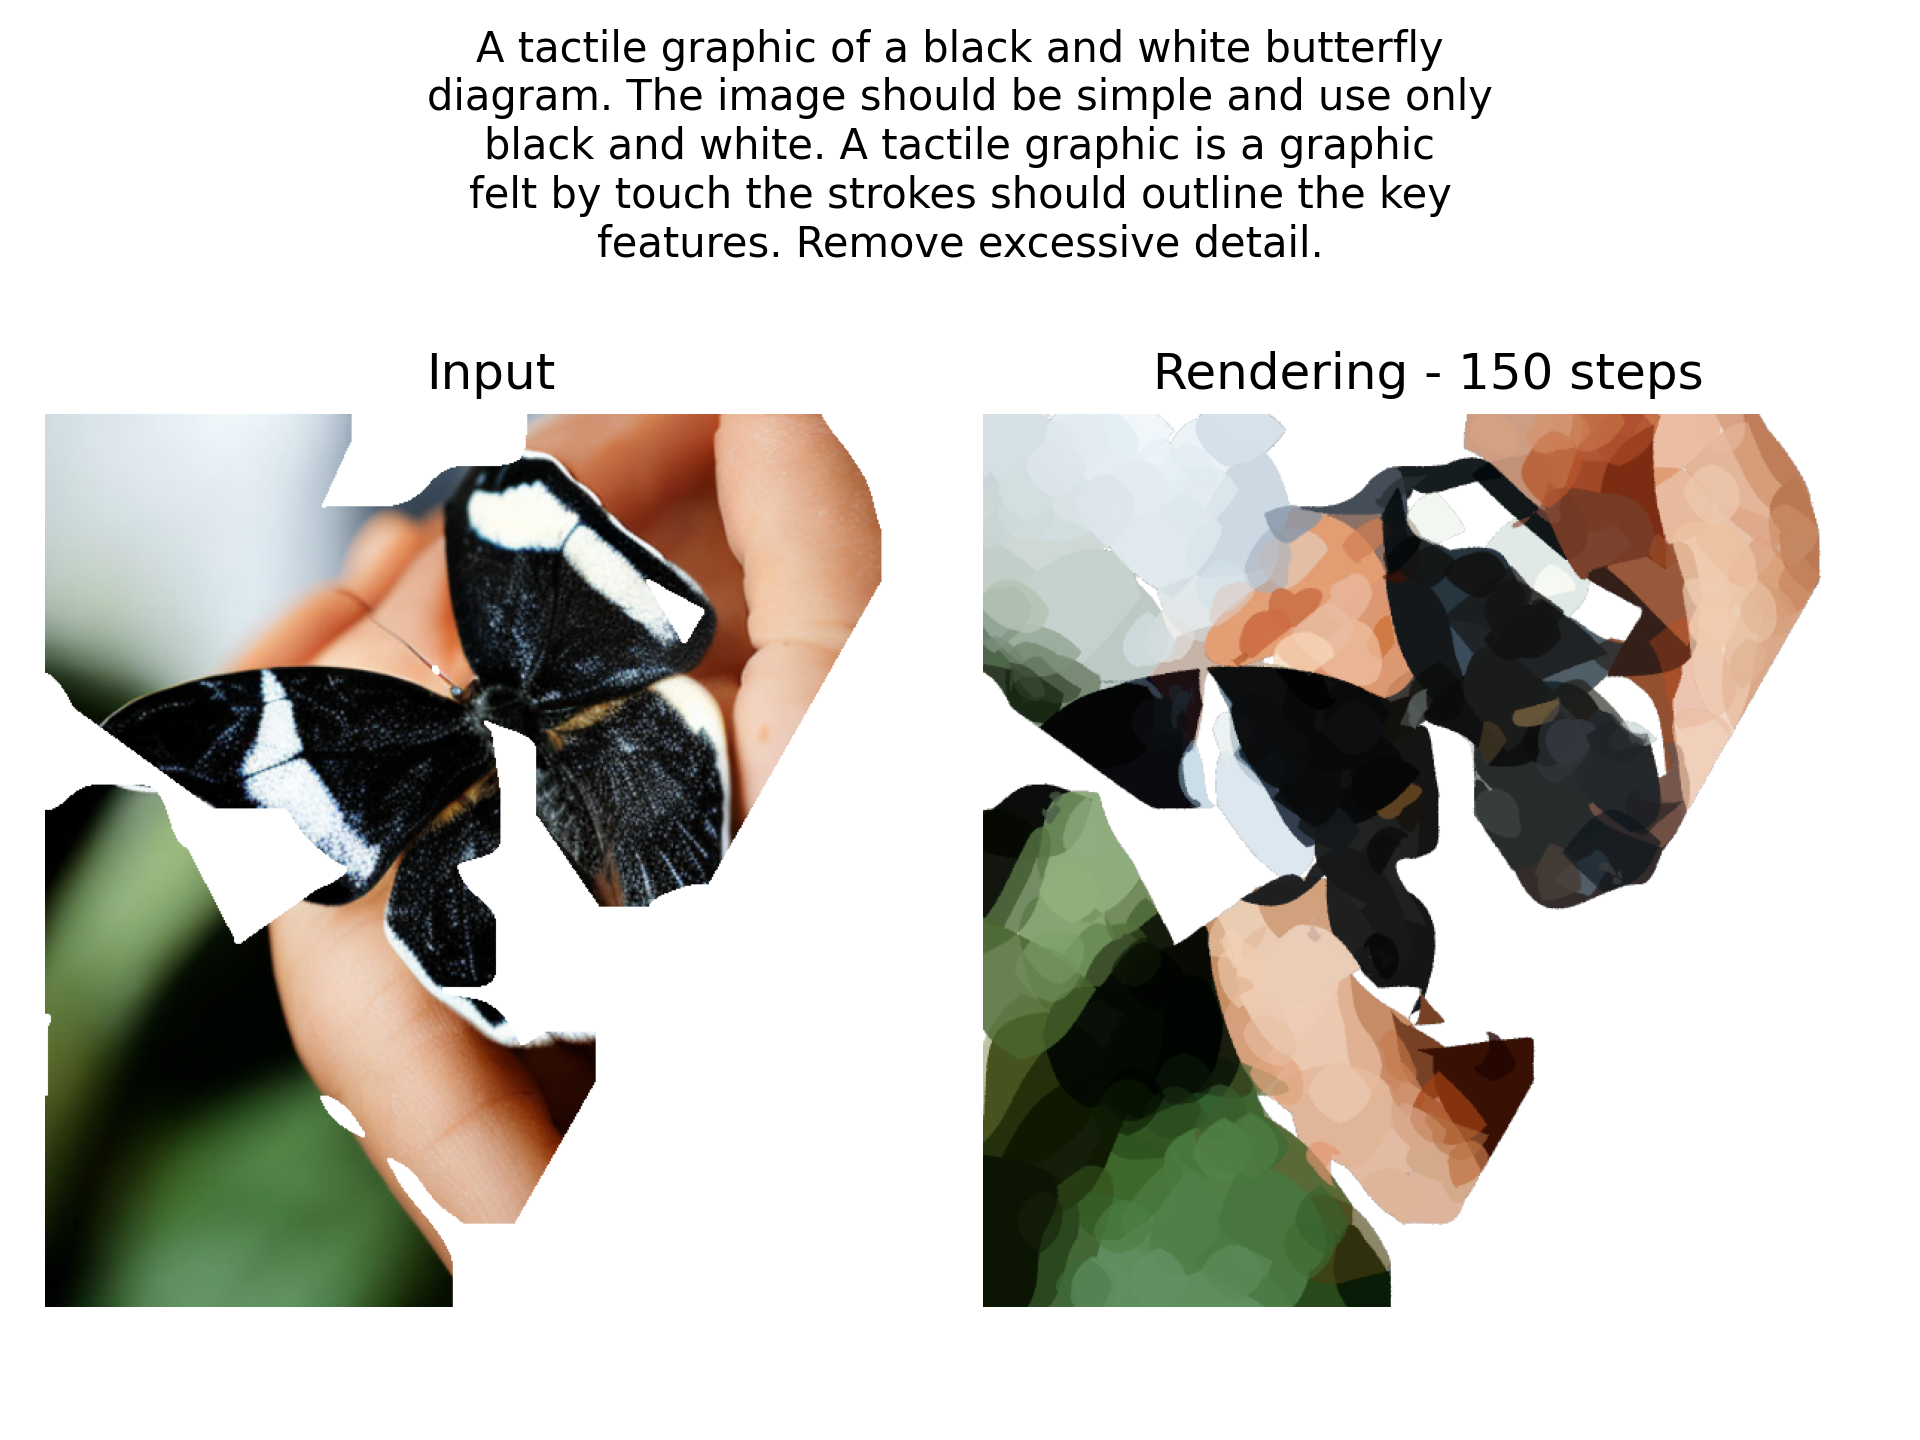 A tactile graphic of a black and white butterfly
diagram. The image should be simple and use only
black and white. A tactile graphic is a graphic
felt by touch the strokes should outline the key
features. Remove excessive detail.
Input
Rendering - 150 steps